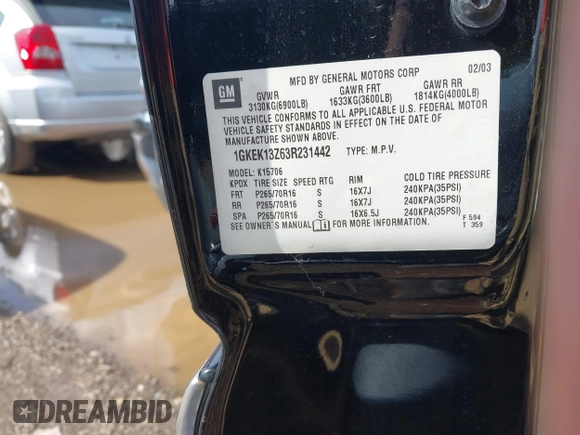 GM
MFD BY GENERAL MOTORS CORP 02/03
GVWR GAWR FRT GAWR RR
3130KG(6900LB) 1633KG(3600LB) 1814KG(4000LB)
THIS VEHICLE CONFORMS TO ALL APPLICABLE U.S. FEDERAL MOTOR
VEHICLE SAFETY STANDARDS IN EFFECT ON THE DATE OF
MANUFACTURE SHOWN ABOVE.
1GKEK13Z63R231442 TYPE: M.P.V.
MODEL: K15706
KPDX TIRE SIZE SPEED RTG RIM COLD TIRE PRESSURE
FRT P265/70R16 S 16X7J 240KPA(35PSI)
RR P265/70R16 S 16X7J 240KPA(35PSI)
SPA P265/70R16 S 16X6.5J 240KPA(35PSI)
SEE OWNER'S MANUAL FOR MORE INFORMATION.
F 594
T 359
DREAMBID